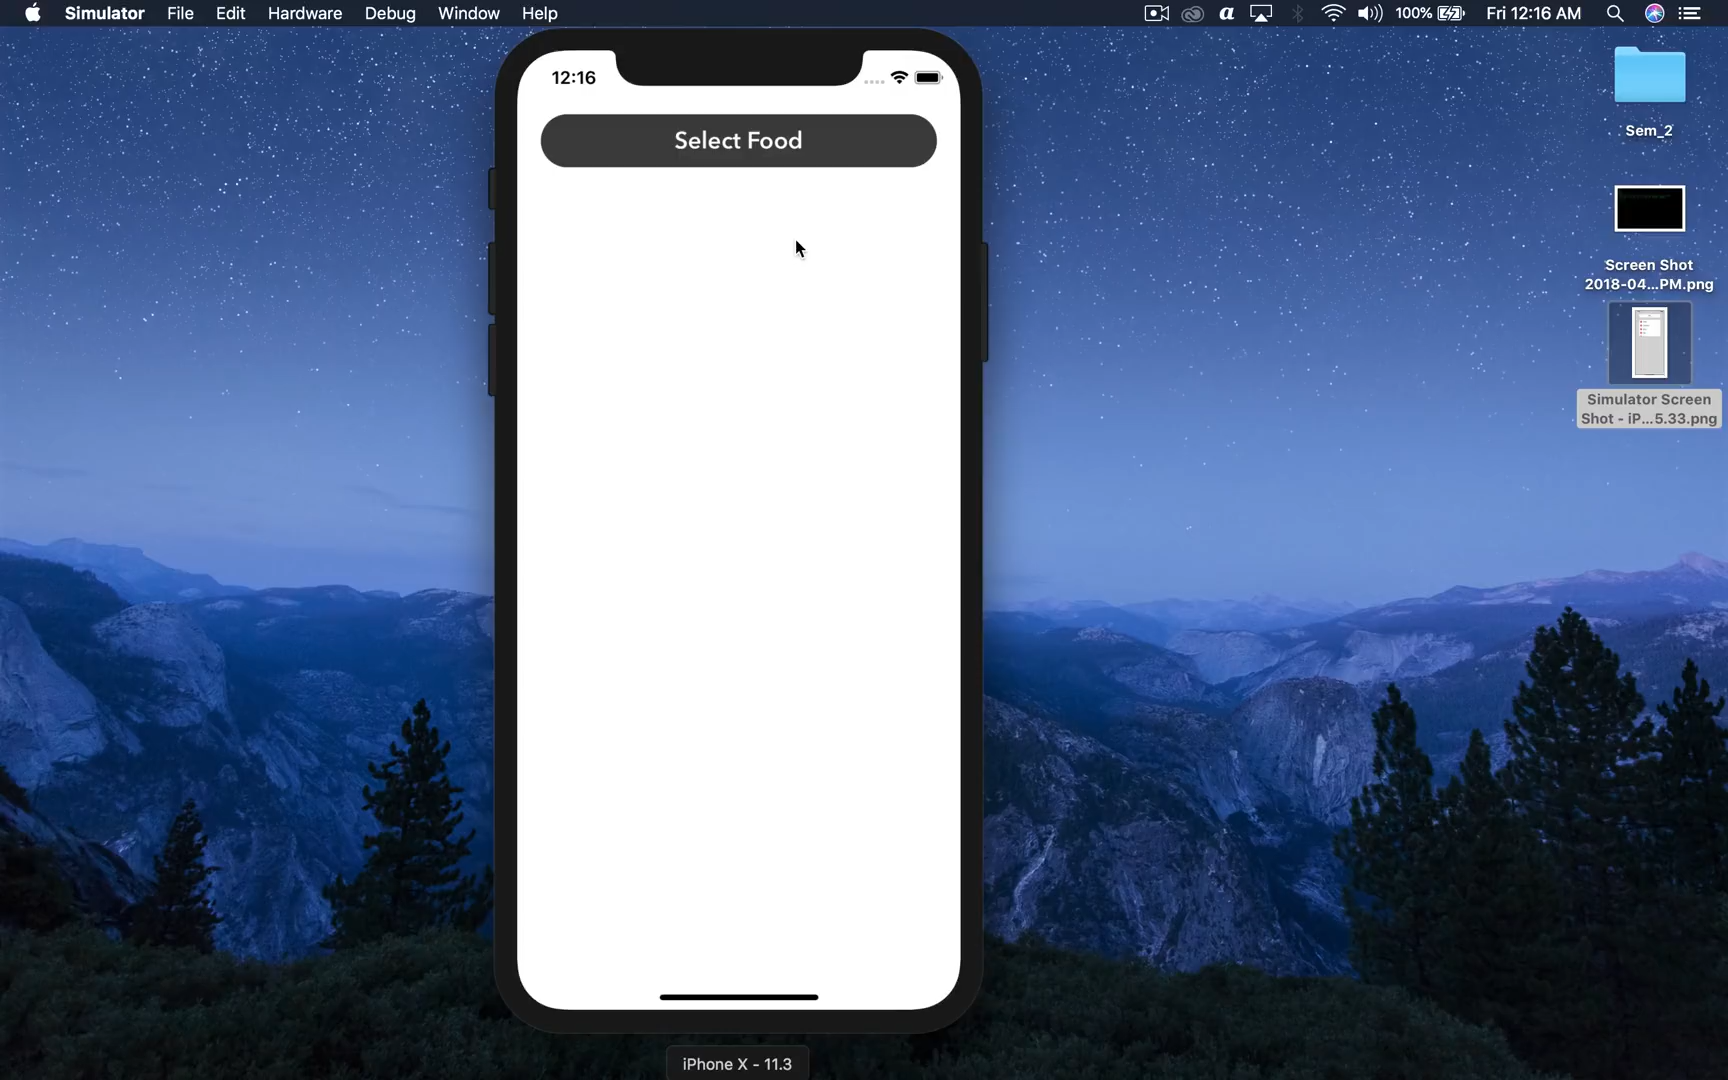 Simulator File Edit Hardware Debug Window Help
a 100% Fri 12:16 AM
12:16
Select Food
Sem_2
Screen Shot
2018-04...PM.png
Simulator Screen
Shot - iP...5.33.png
iPhone X - 11.3